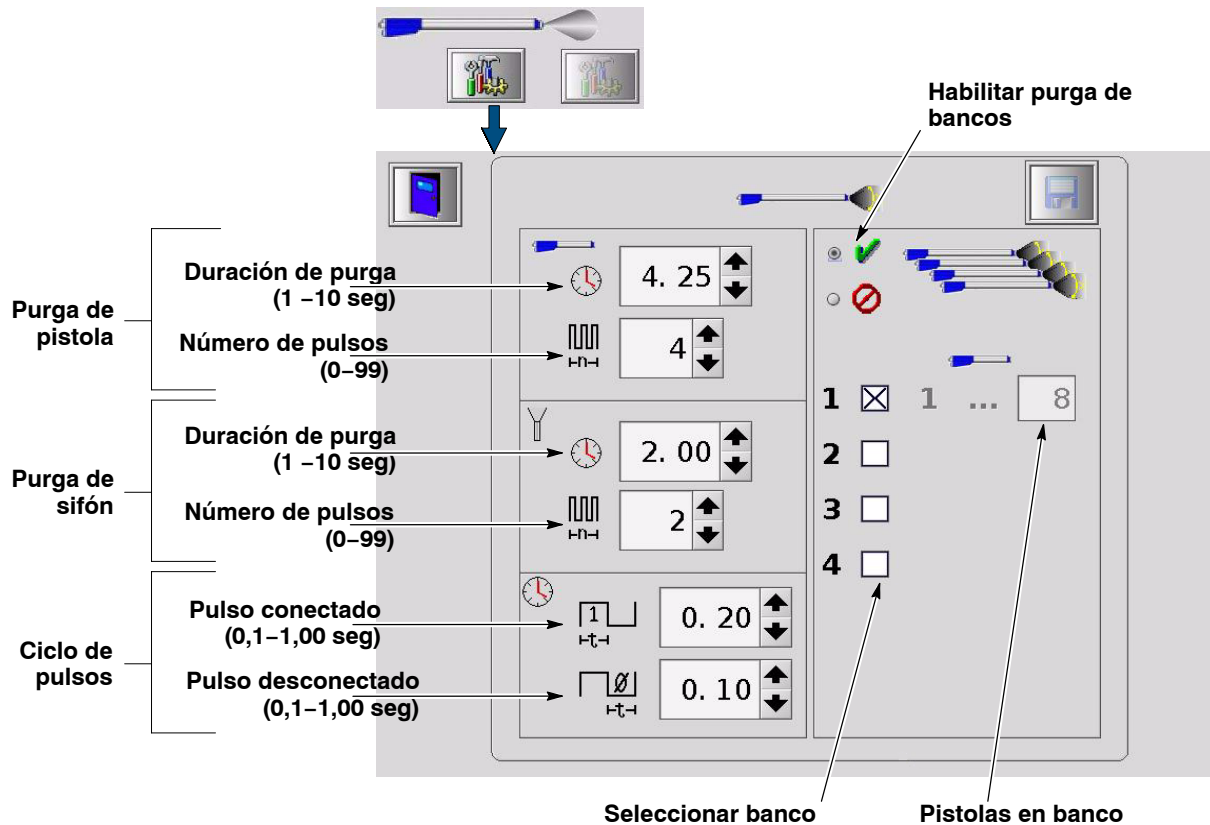 Habilitar purga de
bancos
Purga de
pistola
Duración de purga
(1 –10 seg)
4. 25
Número de pulsos
(0–99)
n
4
Purga de
sifón
Duración de purga
(1 –10 seg)
2. 00
Número de pulsos
(0–99)
n
2
Ciclo de
pulsos
Pulso conectado
(0,1–1,00 seg)
1
t
0. 20
Pulso desconectado
(0,1–1,00 seg)
Ø
t
0. 10
1 1 ... 8
2
3
4
Seleccionar banco
Pistolas en banco